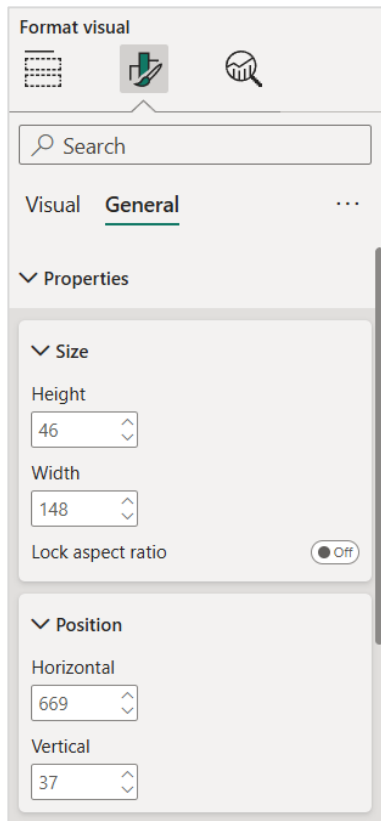 Format visual
Search
Visual General ...
Properties
Size
Height
46
Width
148
Lock aspect ratio Off
Position
Horizontal
669
Vertical
37